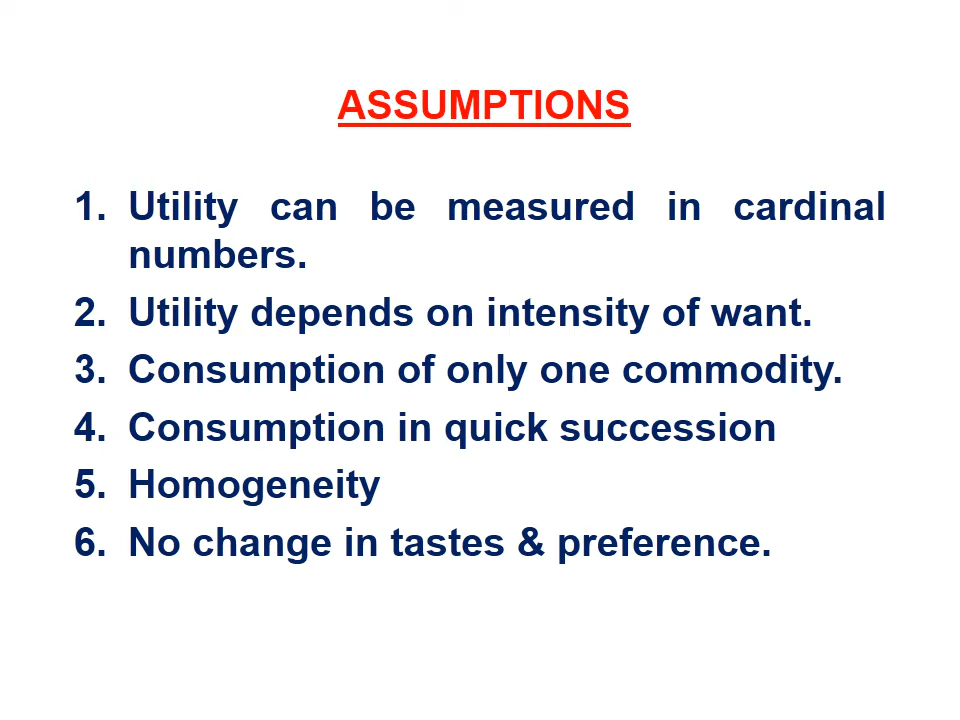 ASSUMPTIONS
1. Utility can be measured in cardinal
numbers.
2. Utility depends on intensity of want.
3. Consumption of only one commodity.
4. Consumption in quick succession
5. Homogeneity
6. No change in tastes & preference.